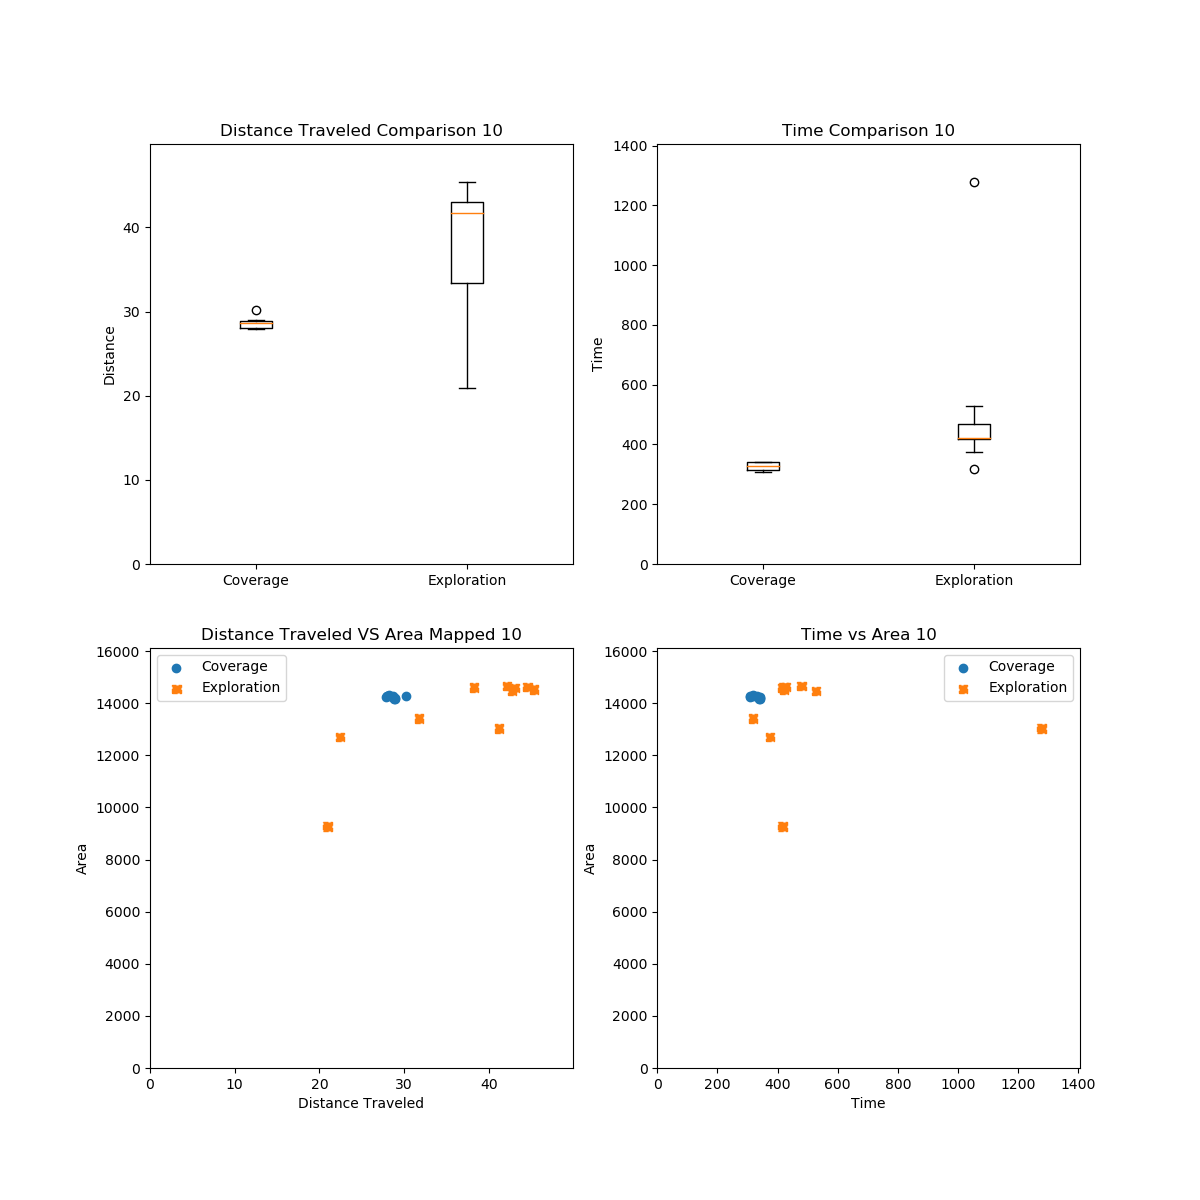 Distance Traveled Comparison 10
40
30
20
10
0
Distance
Coverage
Exploration
Time Comparison 10
1400
1200
1000
800
600
400
200
0
Time
Coverage
Exploration
Distance Traveled VS Area Mapped 10
Coverage
Exploration
16000
14000
12000
10000
8000
6000
4000
2000
0
Area
0 10 20 30 40
Distance Traveled
Time vs Area 10
Coverage
Exploration
16000
14000
12000
10000
8000
6000
4000
2000
0
Area
0 200 400 600 800 1000 1200 1400
Time